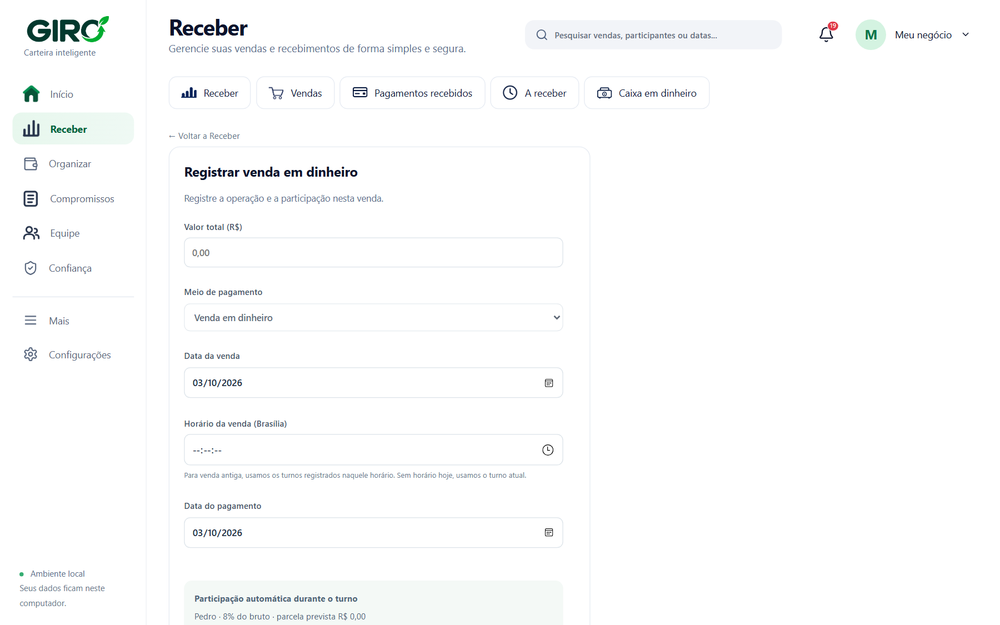 GIRO
Carteira inteligente
Início
Receber
Organizar
Compromissos
Equipe
Confiança
Mais
Configurações
Ambiente local
Seus dados ficam neste
computador.
Receber
Gerencie suas vendas e recebimentos de forma simples e segura.
Pesquisar vendas, participantes ou datas...
19
M
Meu negócio
Receber
Vendas
Pagamentos recebidos
A receber
Caixa em dinheiro
← Voltar a Receber
Registrar venda em dinheiro
Registre a operação e a participação nesta venda.
Valor total (R$)
0,00
Meio de pagamento
Venda em dinheiro
Data da venda
03/10/2026
Horário da venda (Brasília)
--:--:--
Para venda antiga, usamos os turnos registrados naquele horário. Sem horário hoje, usamos o turno atual.
Data do pagamento
03/10/2026
Participação automática durante o turno
Pedro · 8% do bruto · parcela prevista R$ 0,00